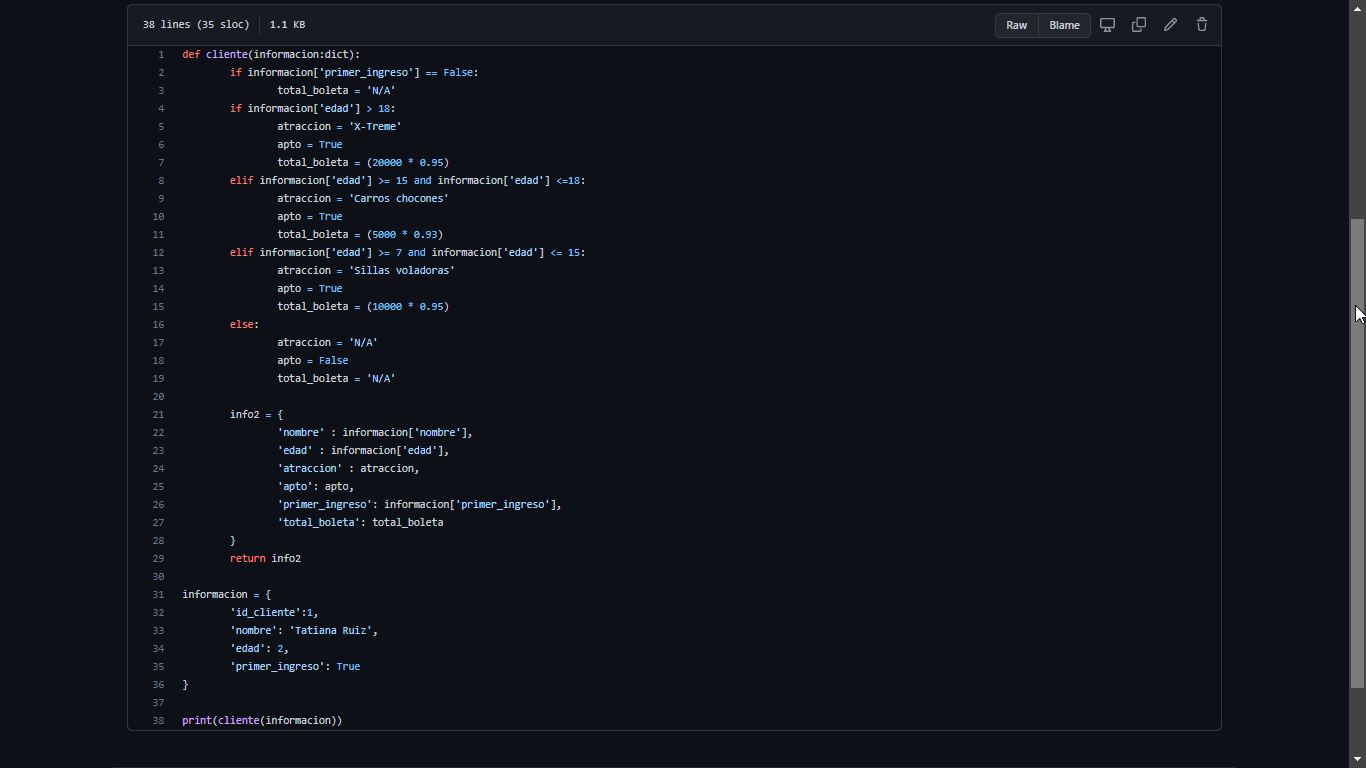 38 lines (35 sloc) 1.1 KB Raw Blame
1 def cliente(informacion:dict):
2 if informacion['primer_ingreso'] == False:
3 total_boleta = 'N/A'
4 if informacion['edad'] > 18:
5 atraccion = 'X-Treme'
6 apto = True
7 total_boleta = (20000 * 0.95)
8 elif informacion['edad'] >= 15 and informacion['edad'] <=18:
9 atraccion = 'Carros chocones'
10 apto = True
11 total_boleta = (5000 * 0.93)
12 elif informacion['edad'] >= 7 and informacion['edad'] <= 15:
13 atraccion = 'Sillas voladoras'
14 apto = True
15 total_boleta = (10000 * 0.95)
16 else:
17 atraccion = 'N/A'
18 apto = False
19 total_boleta = 'N/A'
20
21 info2 = {
22 'nombre' : informacion['nombre'],
23 'edad' : informacion['edad'],
24 'atraccion' : atraccion,
25 'apto': apto,
26 'primer_ingreso': informacion['primer_ingreso'],
27 'total_boleta': total_boleta
28 }
29 return info2
30
31 informacion = {
32 'id_cliente':1,
33 'nombre': 'Tatiana Ruiz',
34 'edad': 2,
35 'primer_ingreso': True
36 }
37
38 print(cliente(informacion))